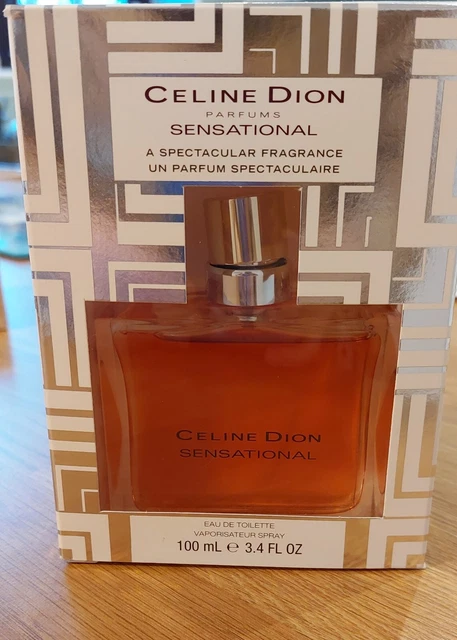 CELINE DION
PARFUMS
SENSATIONAL
A SPECTACULAR FRAGRANCE
UN PARFUM SPECTACULAIRE
CELINE DION
SENSATIONAL
EAU DE TOILETTE
VAPORISATEUR SPRAY
100 mL ℮ 3.4 FL OZ